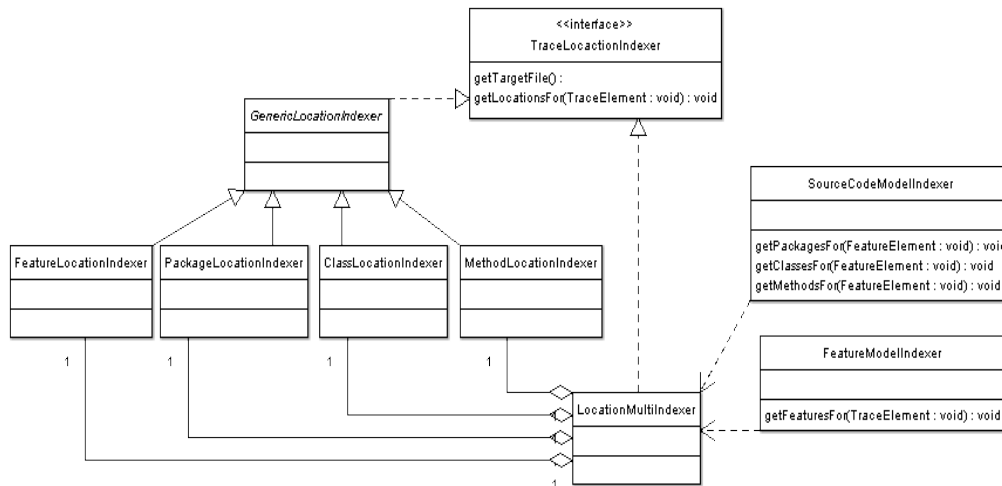 <<interface>>
TraceLocactionIndexer
getTargetFile() :
getLocationsFor(TraceElement : void) : void
GenericLocationIndexer
SourceCodeModelIndexer
getPackagesFor(FeatureElement : void) : void
getClassesFor(FeatureElement : void) : void
getMethodsFor(FeatureElement : void) : void
FeatureLocationIndexer
PackageLocationIndexer
ClassLocationIndexer
MethodLocationIndexer
1
1
1
1
FeatureModelIndexer
getFeaturesFor(TraceElement : void) : void
LocationMultiIndexer
1